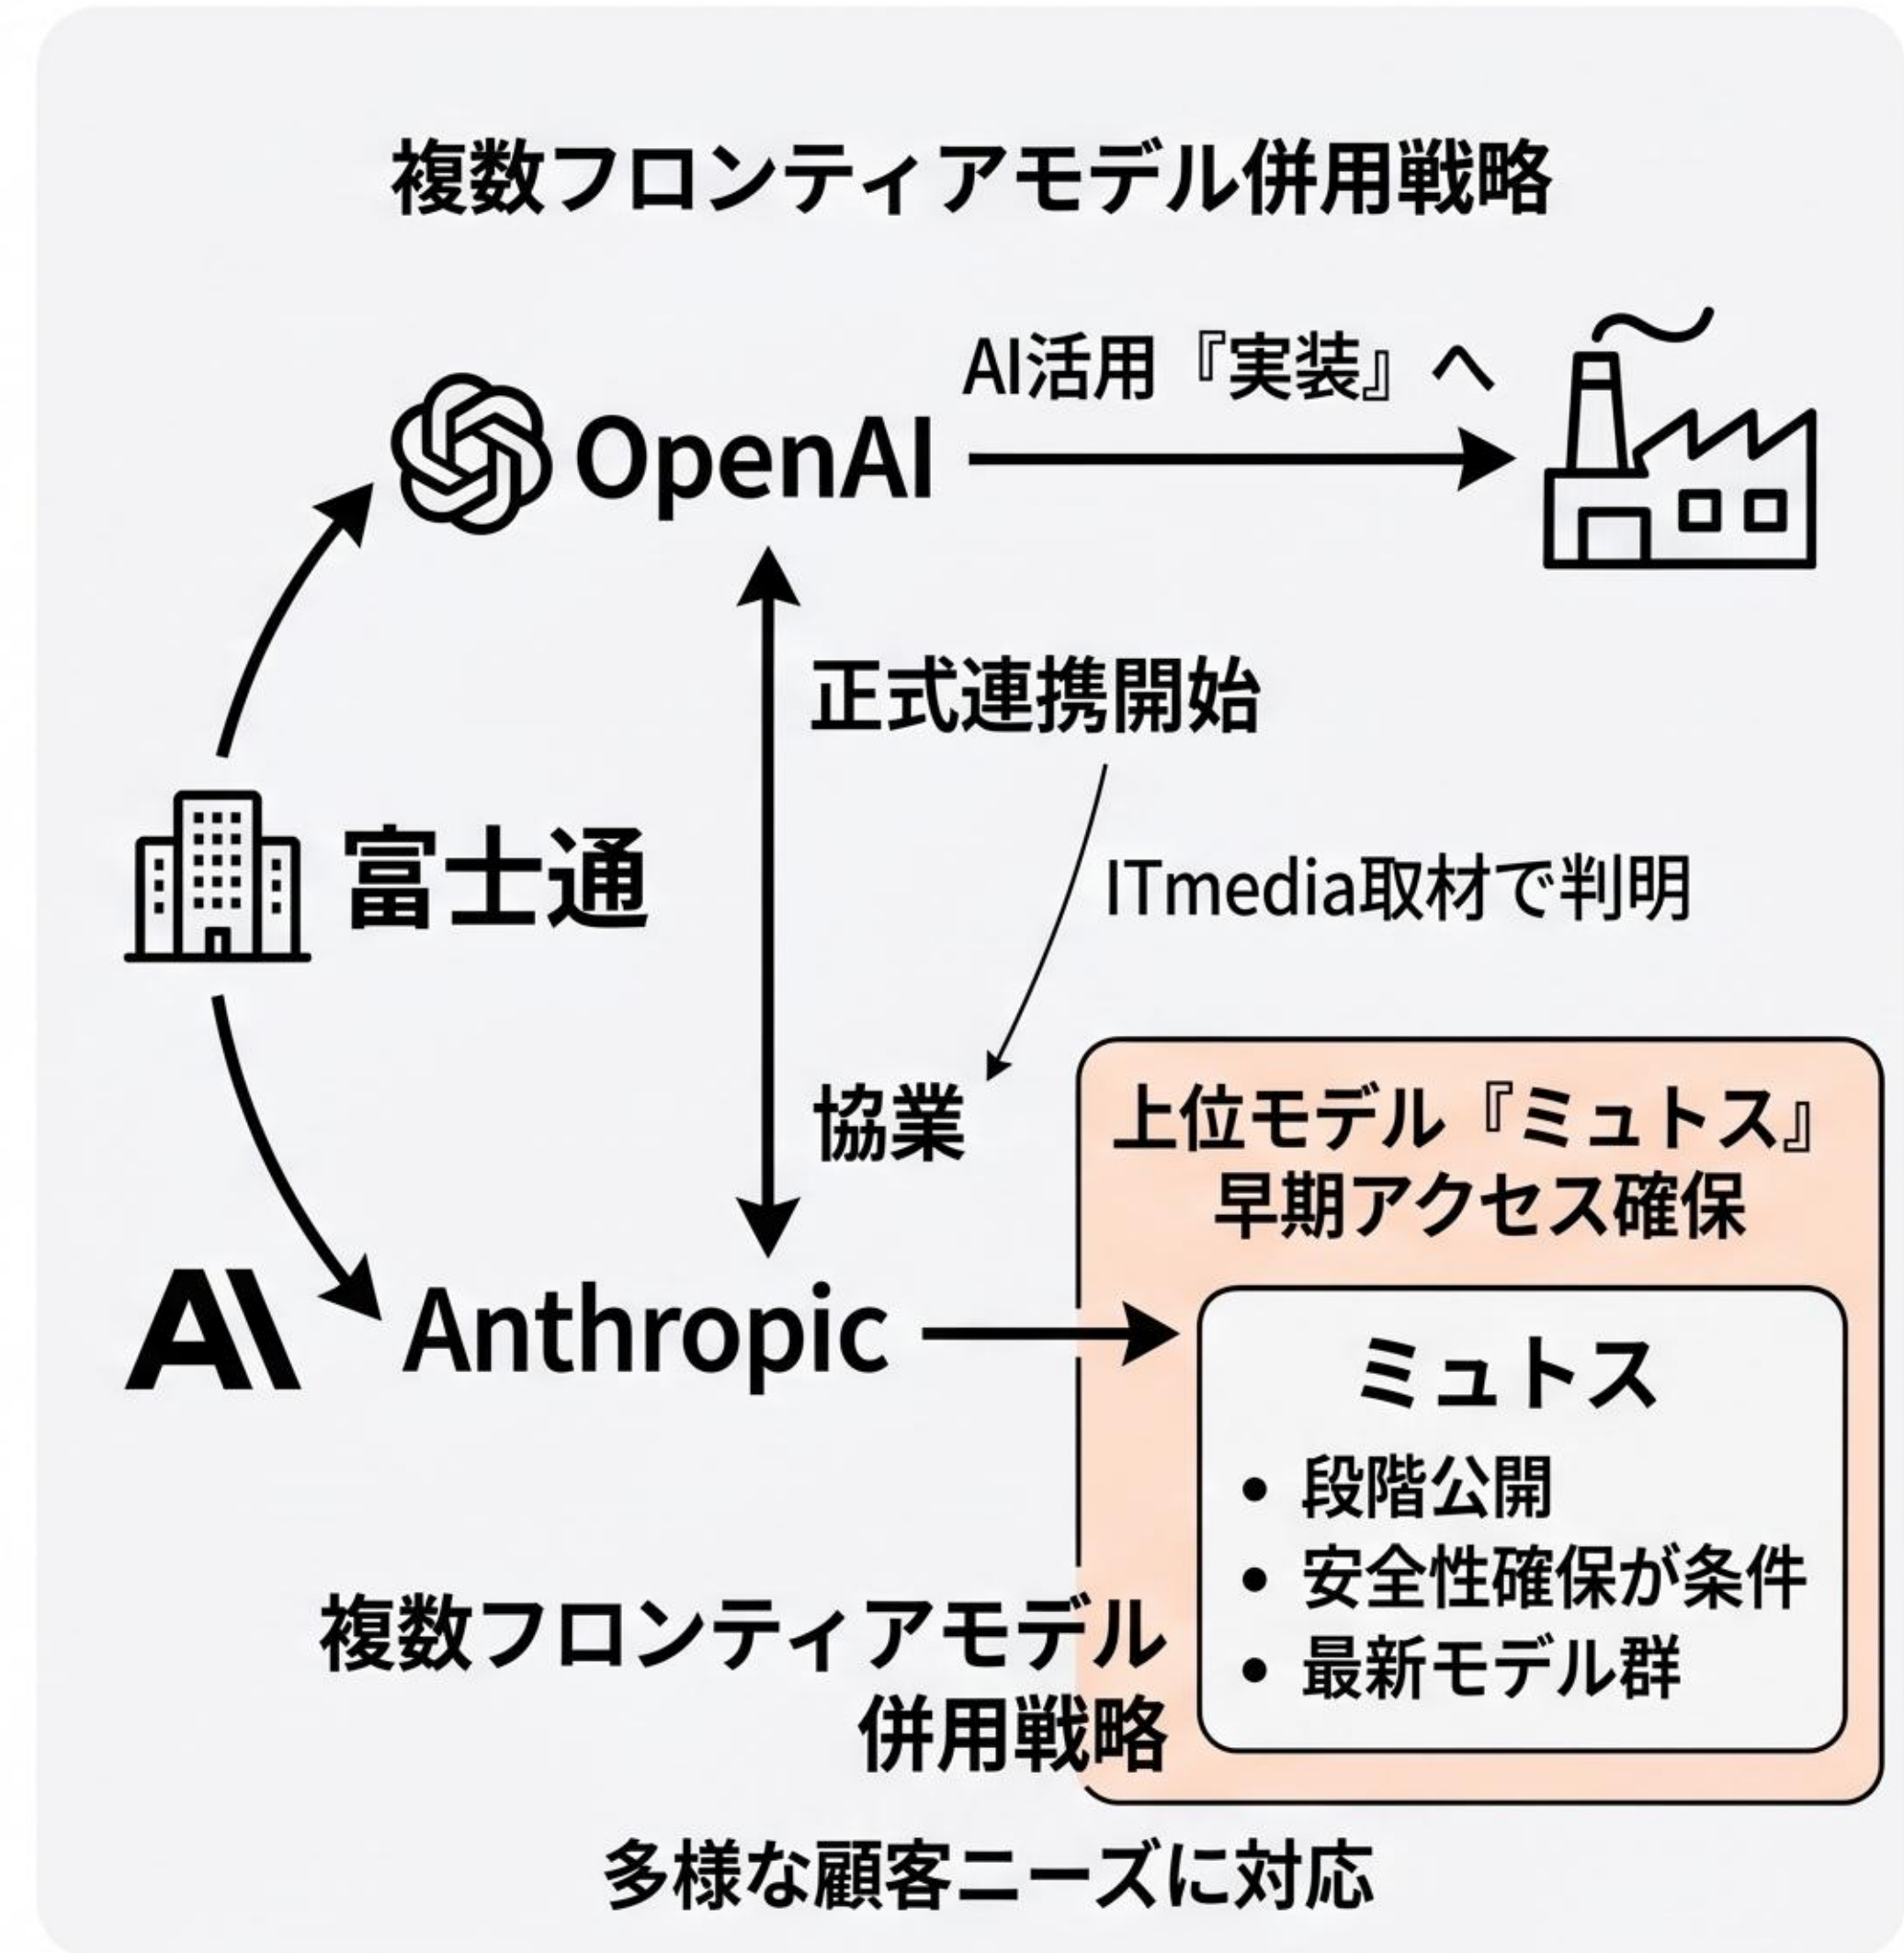 複数フロンティアモデル併用戦略
AI活用『実装』へ
OpenAI
正式連携開始
富士通
ITmedia取材で判明
協業
上位モデル『ミュトス』
早期アクセス確保
AI
Anthropic
ミュトス
• 段階公開
• 安全性確保が条件
• 最新モデル群
複数フロンティアモデル
併用戦略
多様な顧客ニーズに対応